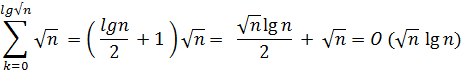 lg√n
∑ √n = ( lgn/2 + 1 ) √n = √n lg n/2 + √n = O (√n lg n)
k=0